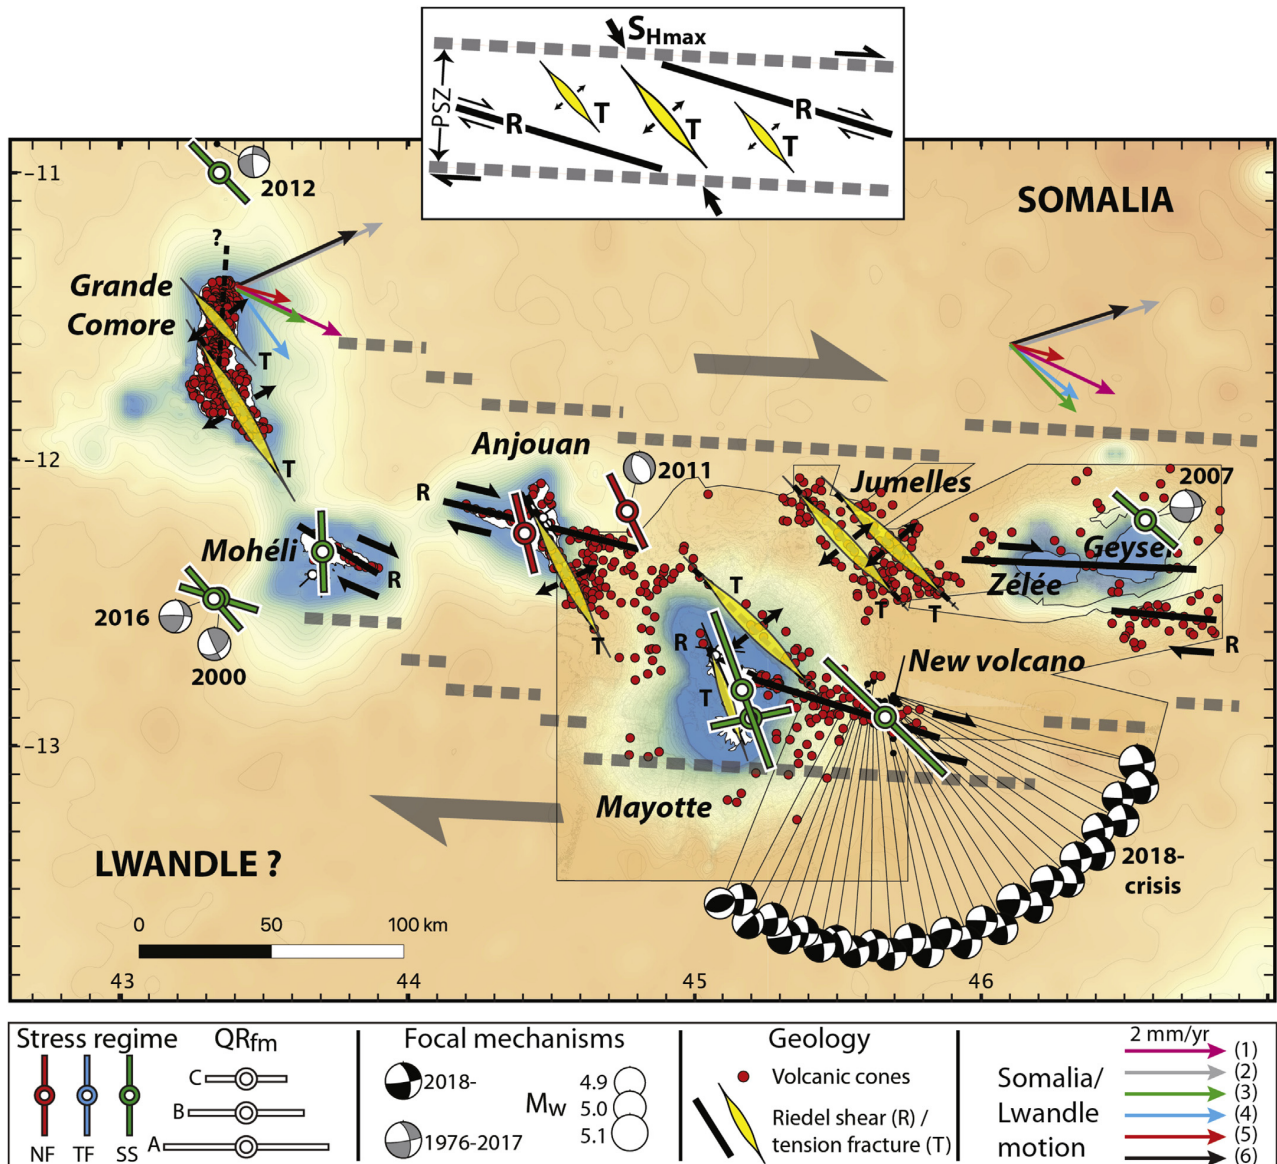 SHmax
PSZ
T
T
R
R
T
-11
2012
SOMALIA
?
Grande
Comore
T
T
-12
Anjouan
2011
R
Jumelles
2007
Mohéli
R
Geyser
Zélée
T
T
T
T
2016
2000
R
R
New volcano
T
-13
Mayotte
LWANDLE ?
2018-
crisis
0 50 100 km
43 44 45 46
Stress regime
NF TF SS
QRfm
C
B
A
Focal mechanisms
2018-
1976-2017
Mw
4.9
5.0
5.1
Geology
Volcanic cones
Riedel shear (R) /
tension fracture (T)
Somalia/
Lwandle
motion
2 mm/yr
(1)
(2)
(3)
(4)
(5)
(6)